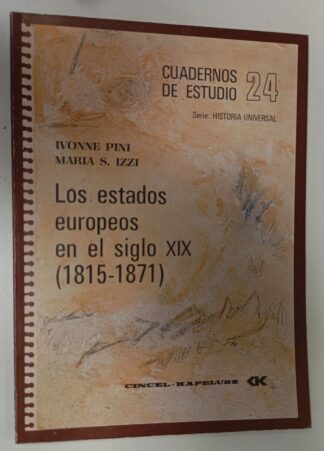 CUADERNOS
DE ESTUDIO 24
Serie: HISTORIA UNIVERSAL
IVONNE PINI
MARIA S. IZZI
Los estados
europeos
en el siglo XIX
(1815-1871)
CINCEL-KAPELUSZ CK